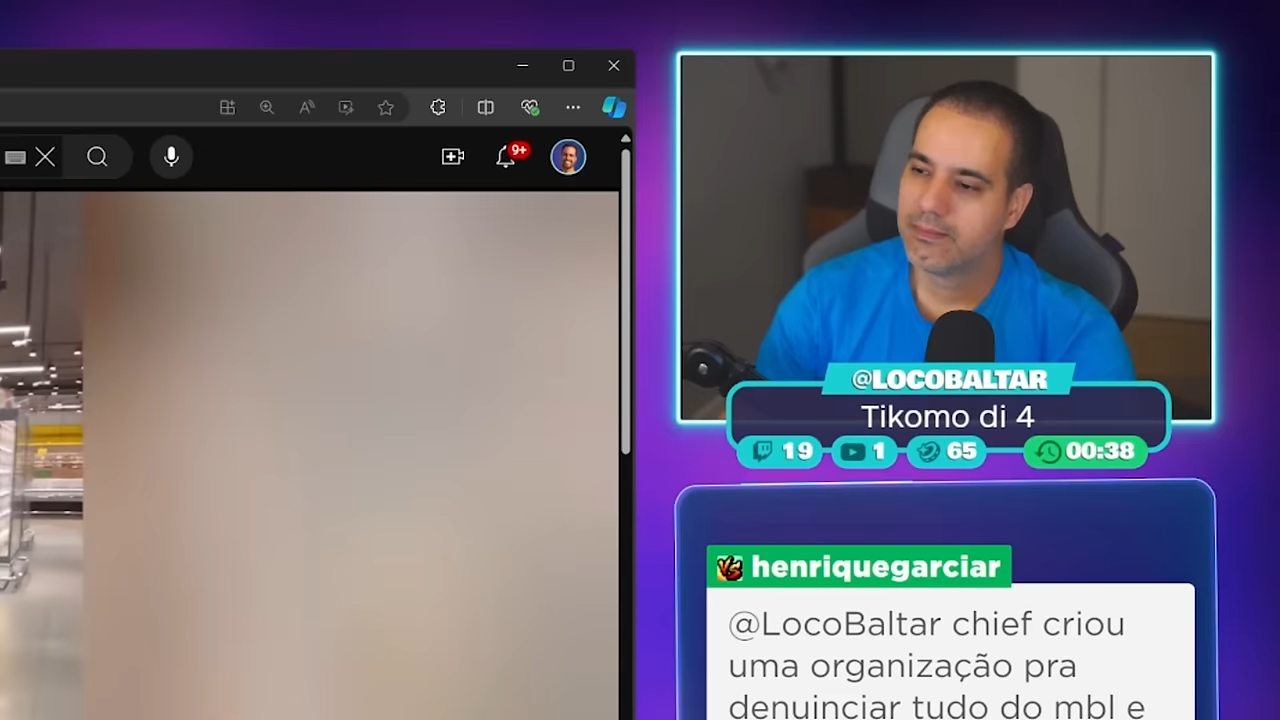 9+
@LOCOBALTAR
Tikomo di 4
19
1
65
00:38
henriquegarciar
@LocoBaltar chief criou
uma organização pra
denuinciar tudo do mbl e